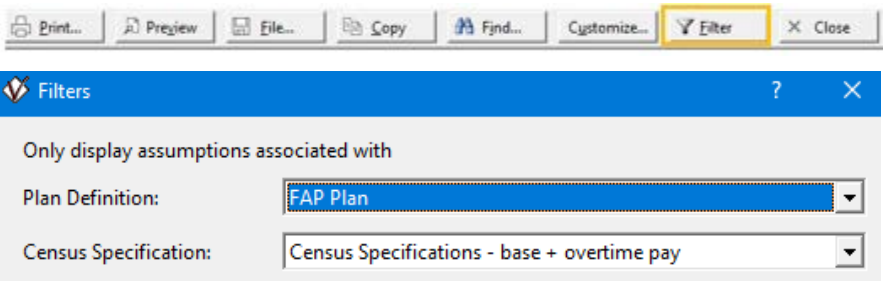 Print... Preview File... Copy Find... Customize... Filter Close
Filters ?
Only display assumptions associated with
Plan Definition: FAP Plan
Census Specification: Census Specifications - base + overtime pay